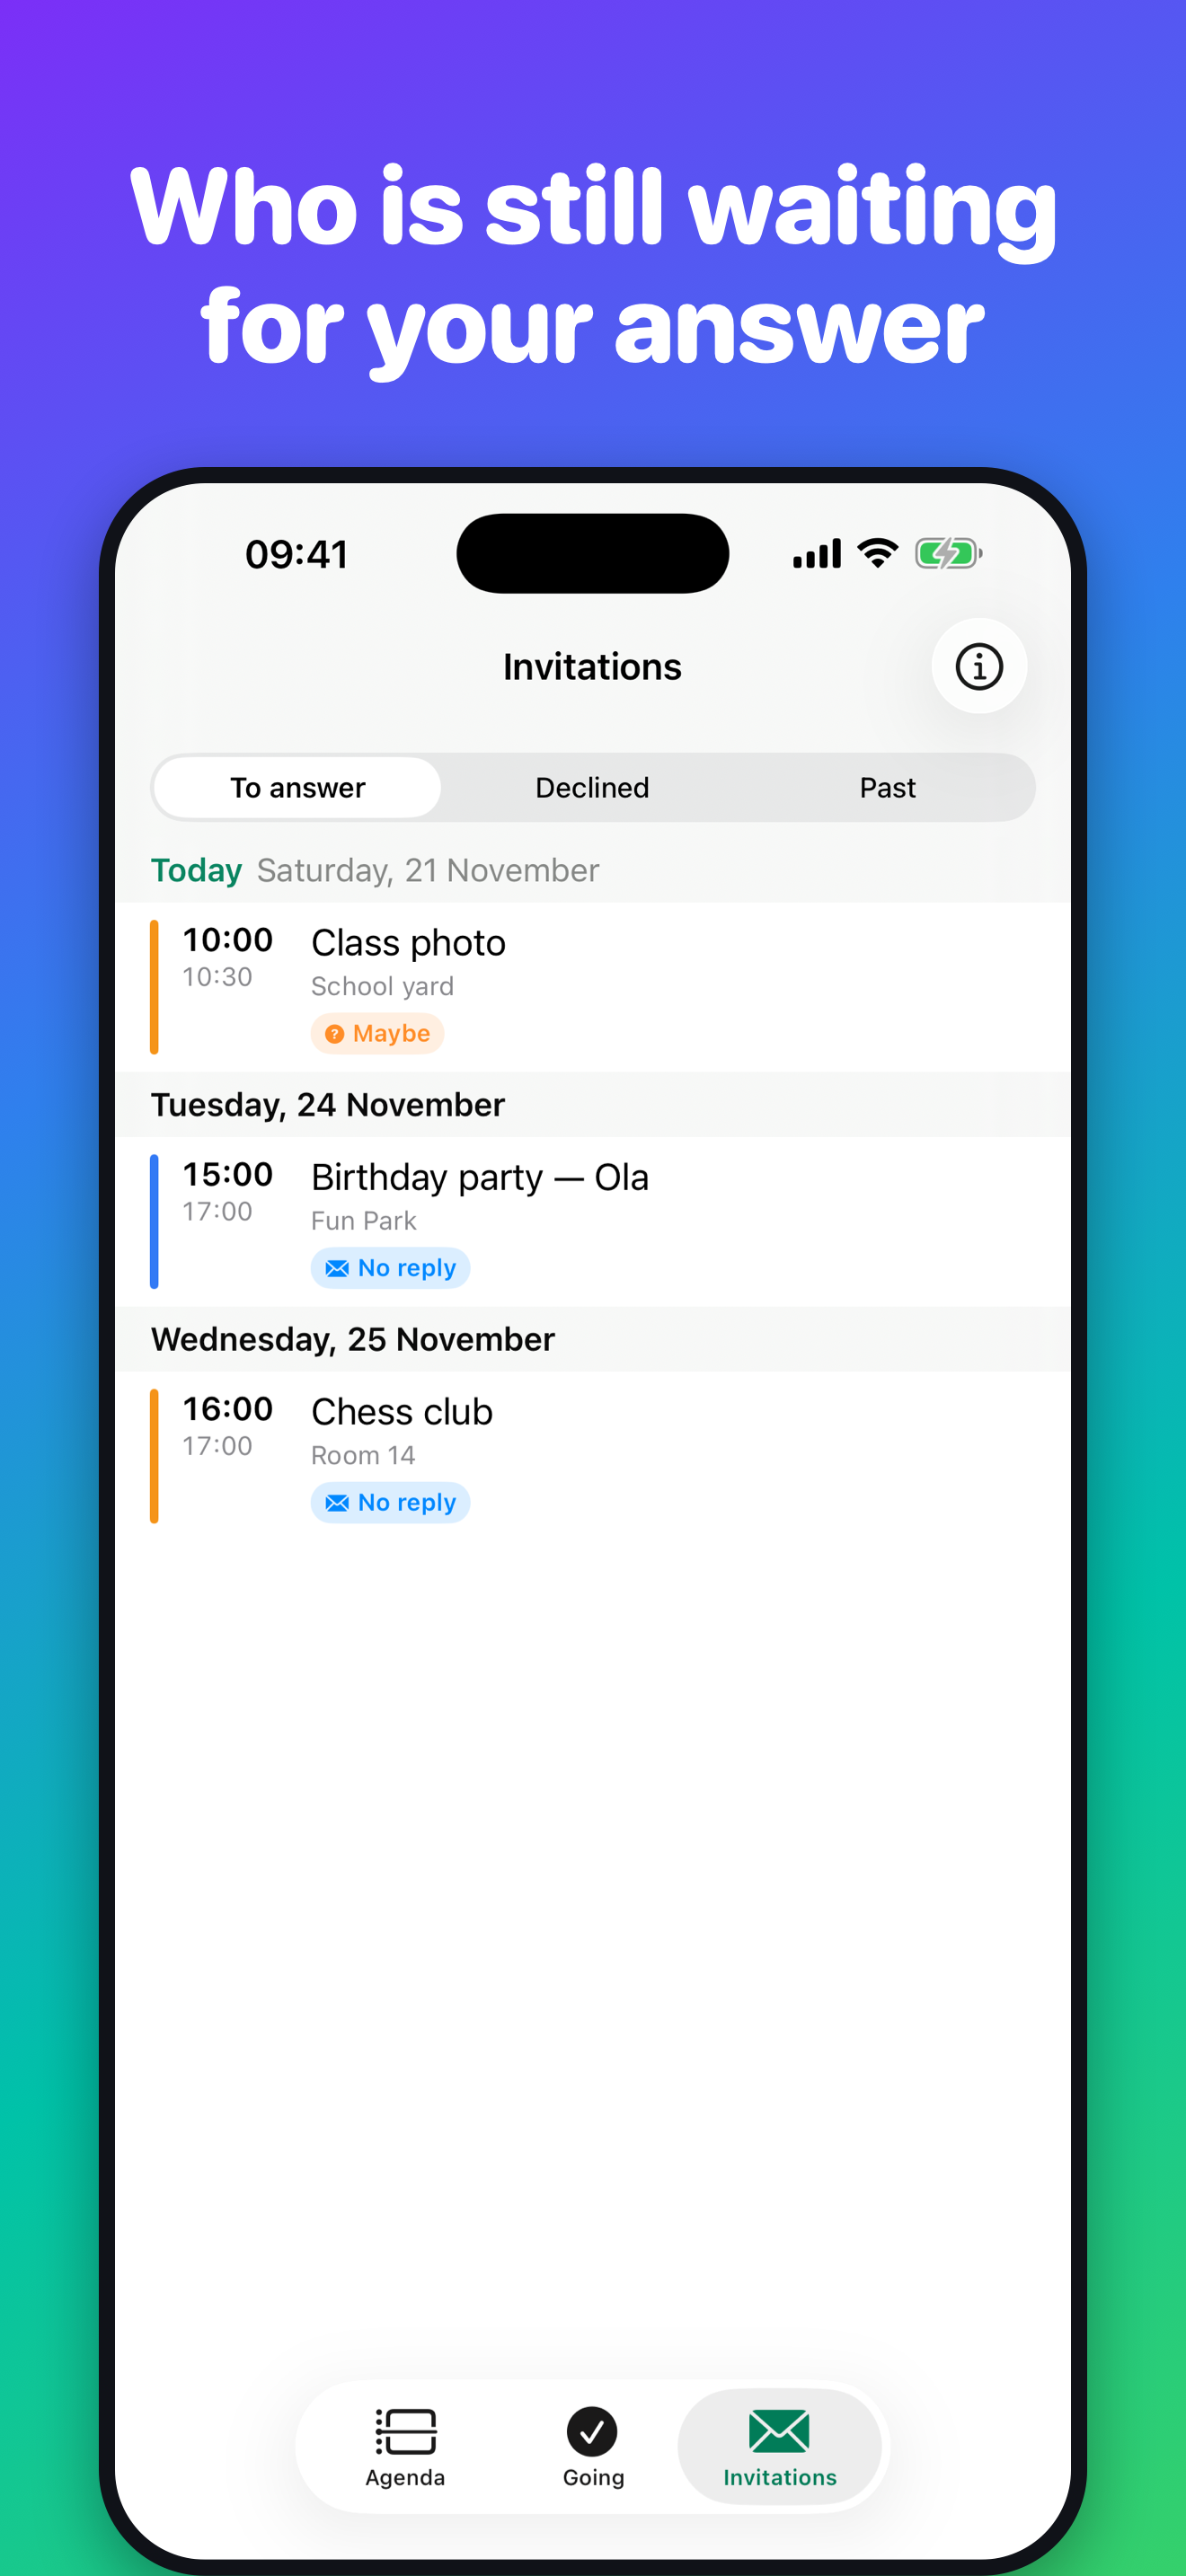 Who is still waiting
for your answer
09:41
Invitations
To answer Declined Past
Today Saturday, 21 November
10:00 Class photo
10:30 School yard
Maybe
Tuesday, 24 November
15:00 Birthday party — Ola
17:00 Fun Park
No reply
Wednesday, 25 November
16:00 Chess club
17:00 Room 14
No reply
Agenda Going Invitations